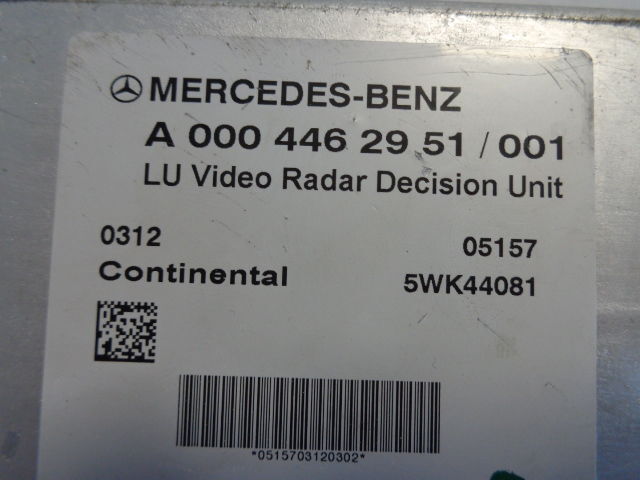 MERCEDES-BENZ
A 000 446 29 51 / 001
LU Video Radar Decision Unit
0312 05157
Continental 5WK44081
*0515703120302*